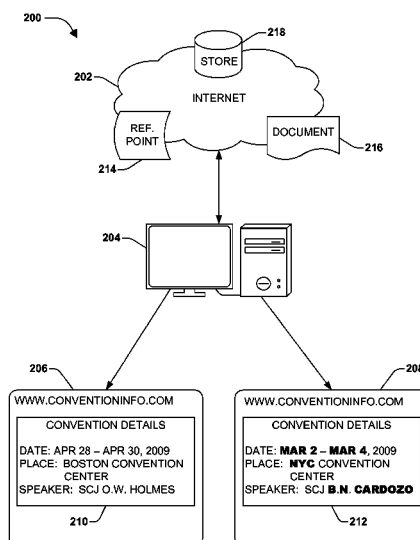 200
218
STORE
202
INTERNET
REF.
POINT
DOCUMENT
214
216
204
206
208
WWW.CONVENTIONINFO.COM
CONVENTION DETAILS
DATE: APR 28 – APR 30, 2009
PLACE: BOSTON CONVENTION
CENTER
SPEAKER: SCJ O.W. HOLMES
210
WWW.CONVENTIONINFO.COM
CONVENTION DETAILS
DATE: MAR 2 – MAR 4, 2009
PLACE: NYC CONVENTION
CENTER
SPEAKER: SCJ B.N. CARDOZO
212